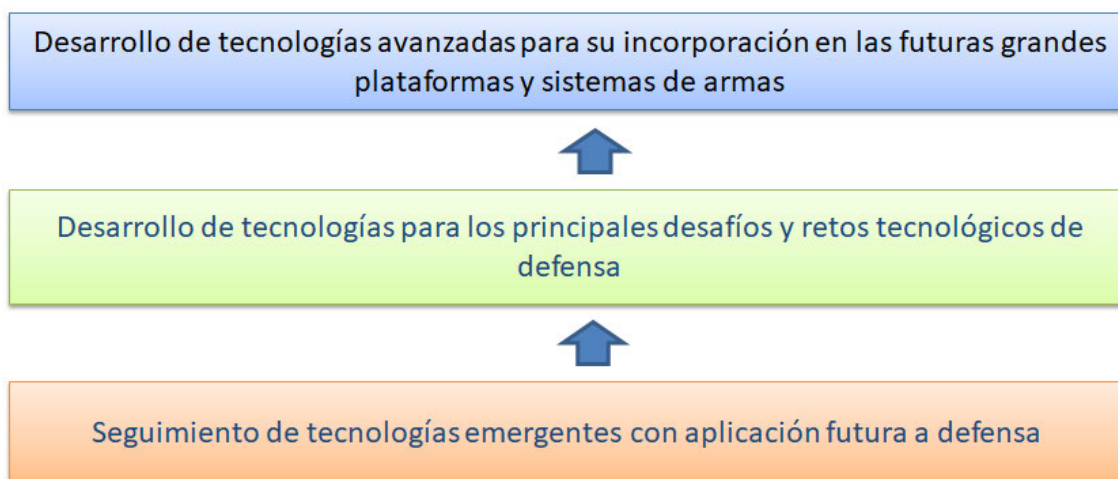 Desarrollo de tecnologías avanzadas para su incorporación en las futuras grandes
plataformas y sistemas de armas
Desarrollo de tecnologías para los principales desafíos y retos tecnológicos de
defensa
Seguimiento de tecnologías emergentes con aplicación futura a defensa